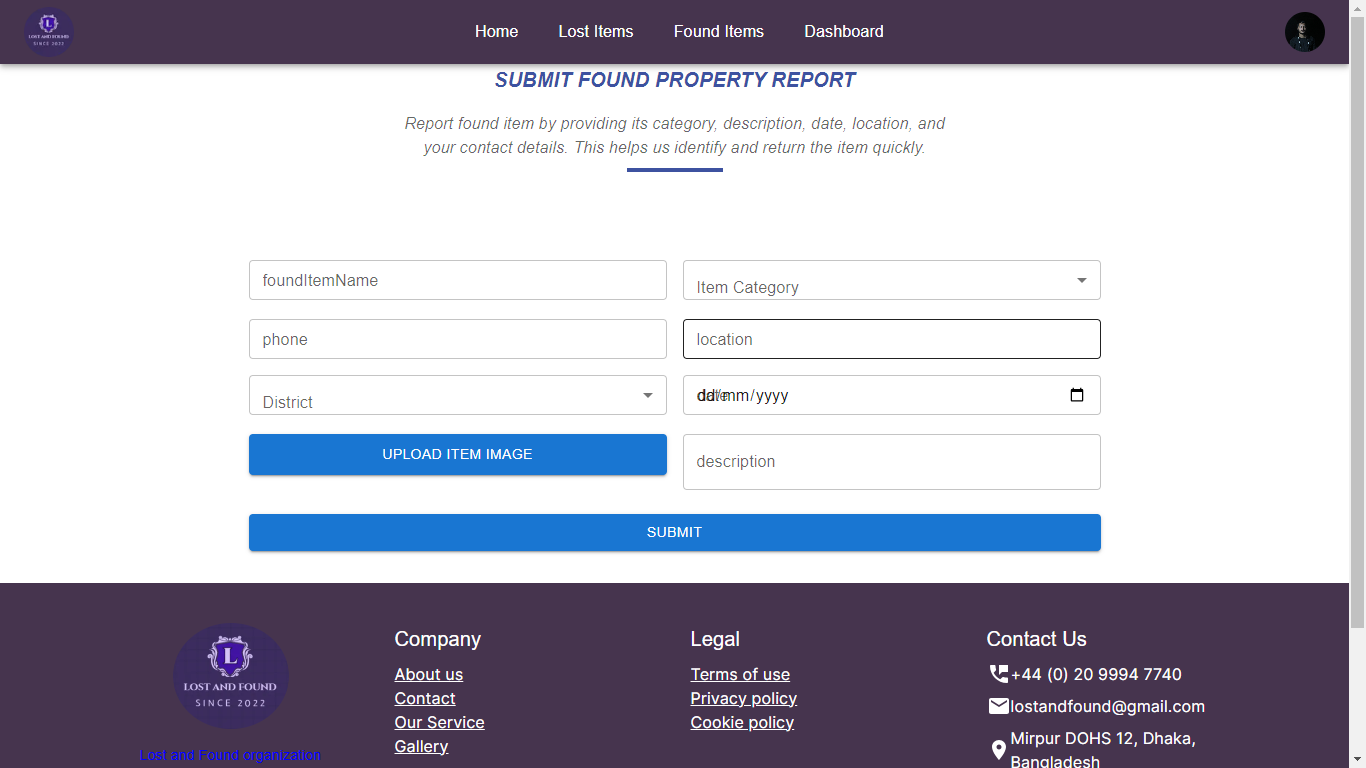 L
LOST AND FOUND
SINCE 2022
Home
Lost Items
Found Items
Dashboard
SUBMIT FOUND PROPERTY REPORT
Report found item by providing its category, description, date, location, and
your contact details. This helps us identify and return the item quickly.
foundItemName
Item Category
phone
location
District
dd/mm/yyyy
date
UPLOAD ITEM IMAGE
description
SUBMIT
L
LOST AND FOUND
SINCE 2022
Lost and Found organization
Company
About us
Contact
Our Service
Gallery
Legal
Terms of use
Privacy policy
Cookie policy
Contact Us
+44 (0) 20 9994 7740
lostandfound@gmail.com
Mirpur DOHS 12, Dhaka,
Bangladesh